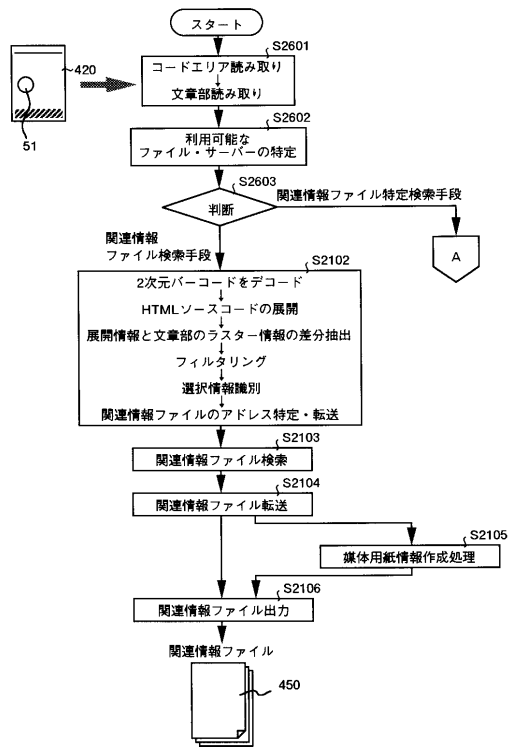 スタート
S2601
420
コードエリア読み取り
文章部読み取り
51
S2602
利用可能な
ファイル・サーバーの特定
S2603
関連情報ファイル特定検索手段
判断
A
関連情報
ファイル検索手段
S2102
2次元バーコードをデコード
HTMLソースコードの展開
展開情報と文章部のラスター情報の差分抽出
フィルタリング
選択情報識別
関連情報ファイルのアドレス特定・転送
S2103
関連情報ファイル検索
S2104
関連情報ファイル転送
S2105
媒体用紙情報作成処理
S2106
関連情報ファイル出力
関連情報ファイル
450